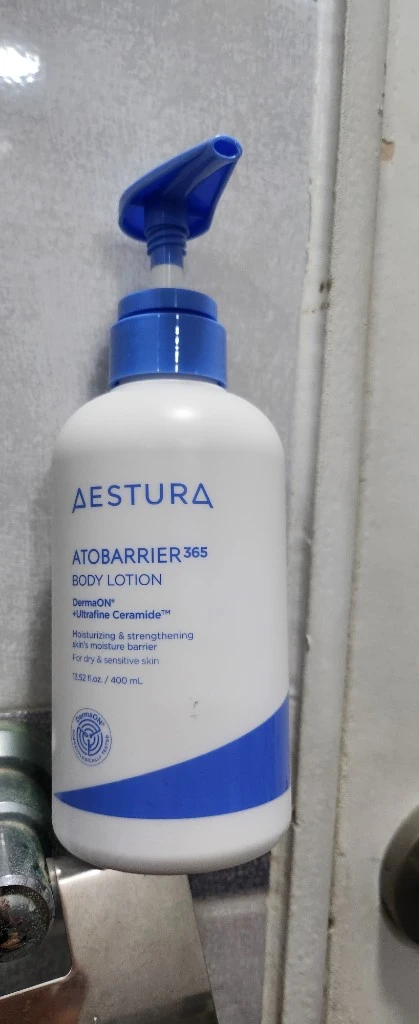 AESTURA
ATOBARRIER365
BODY LOTION
DermaON®
+Ultrafine Ceramide™
Moisturizing & strengthening
skin's moisture barrier
For dry & sensitive skin
13.52 fl.oz. / 400 mL
DermaON®